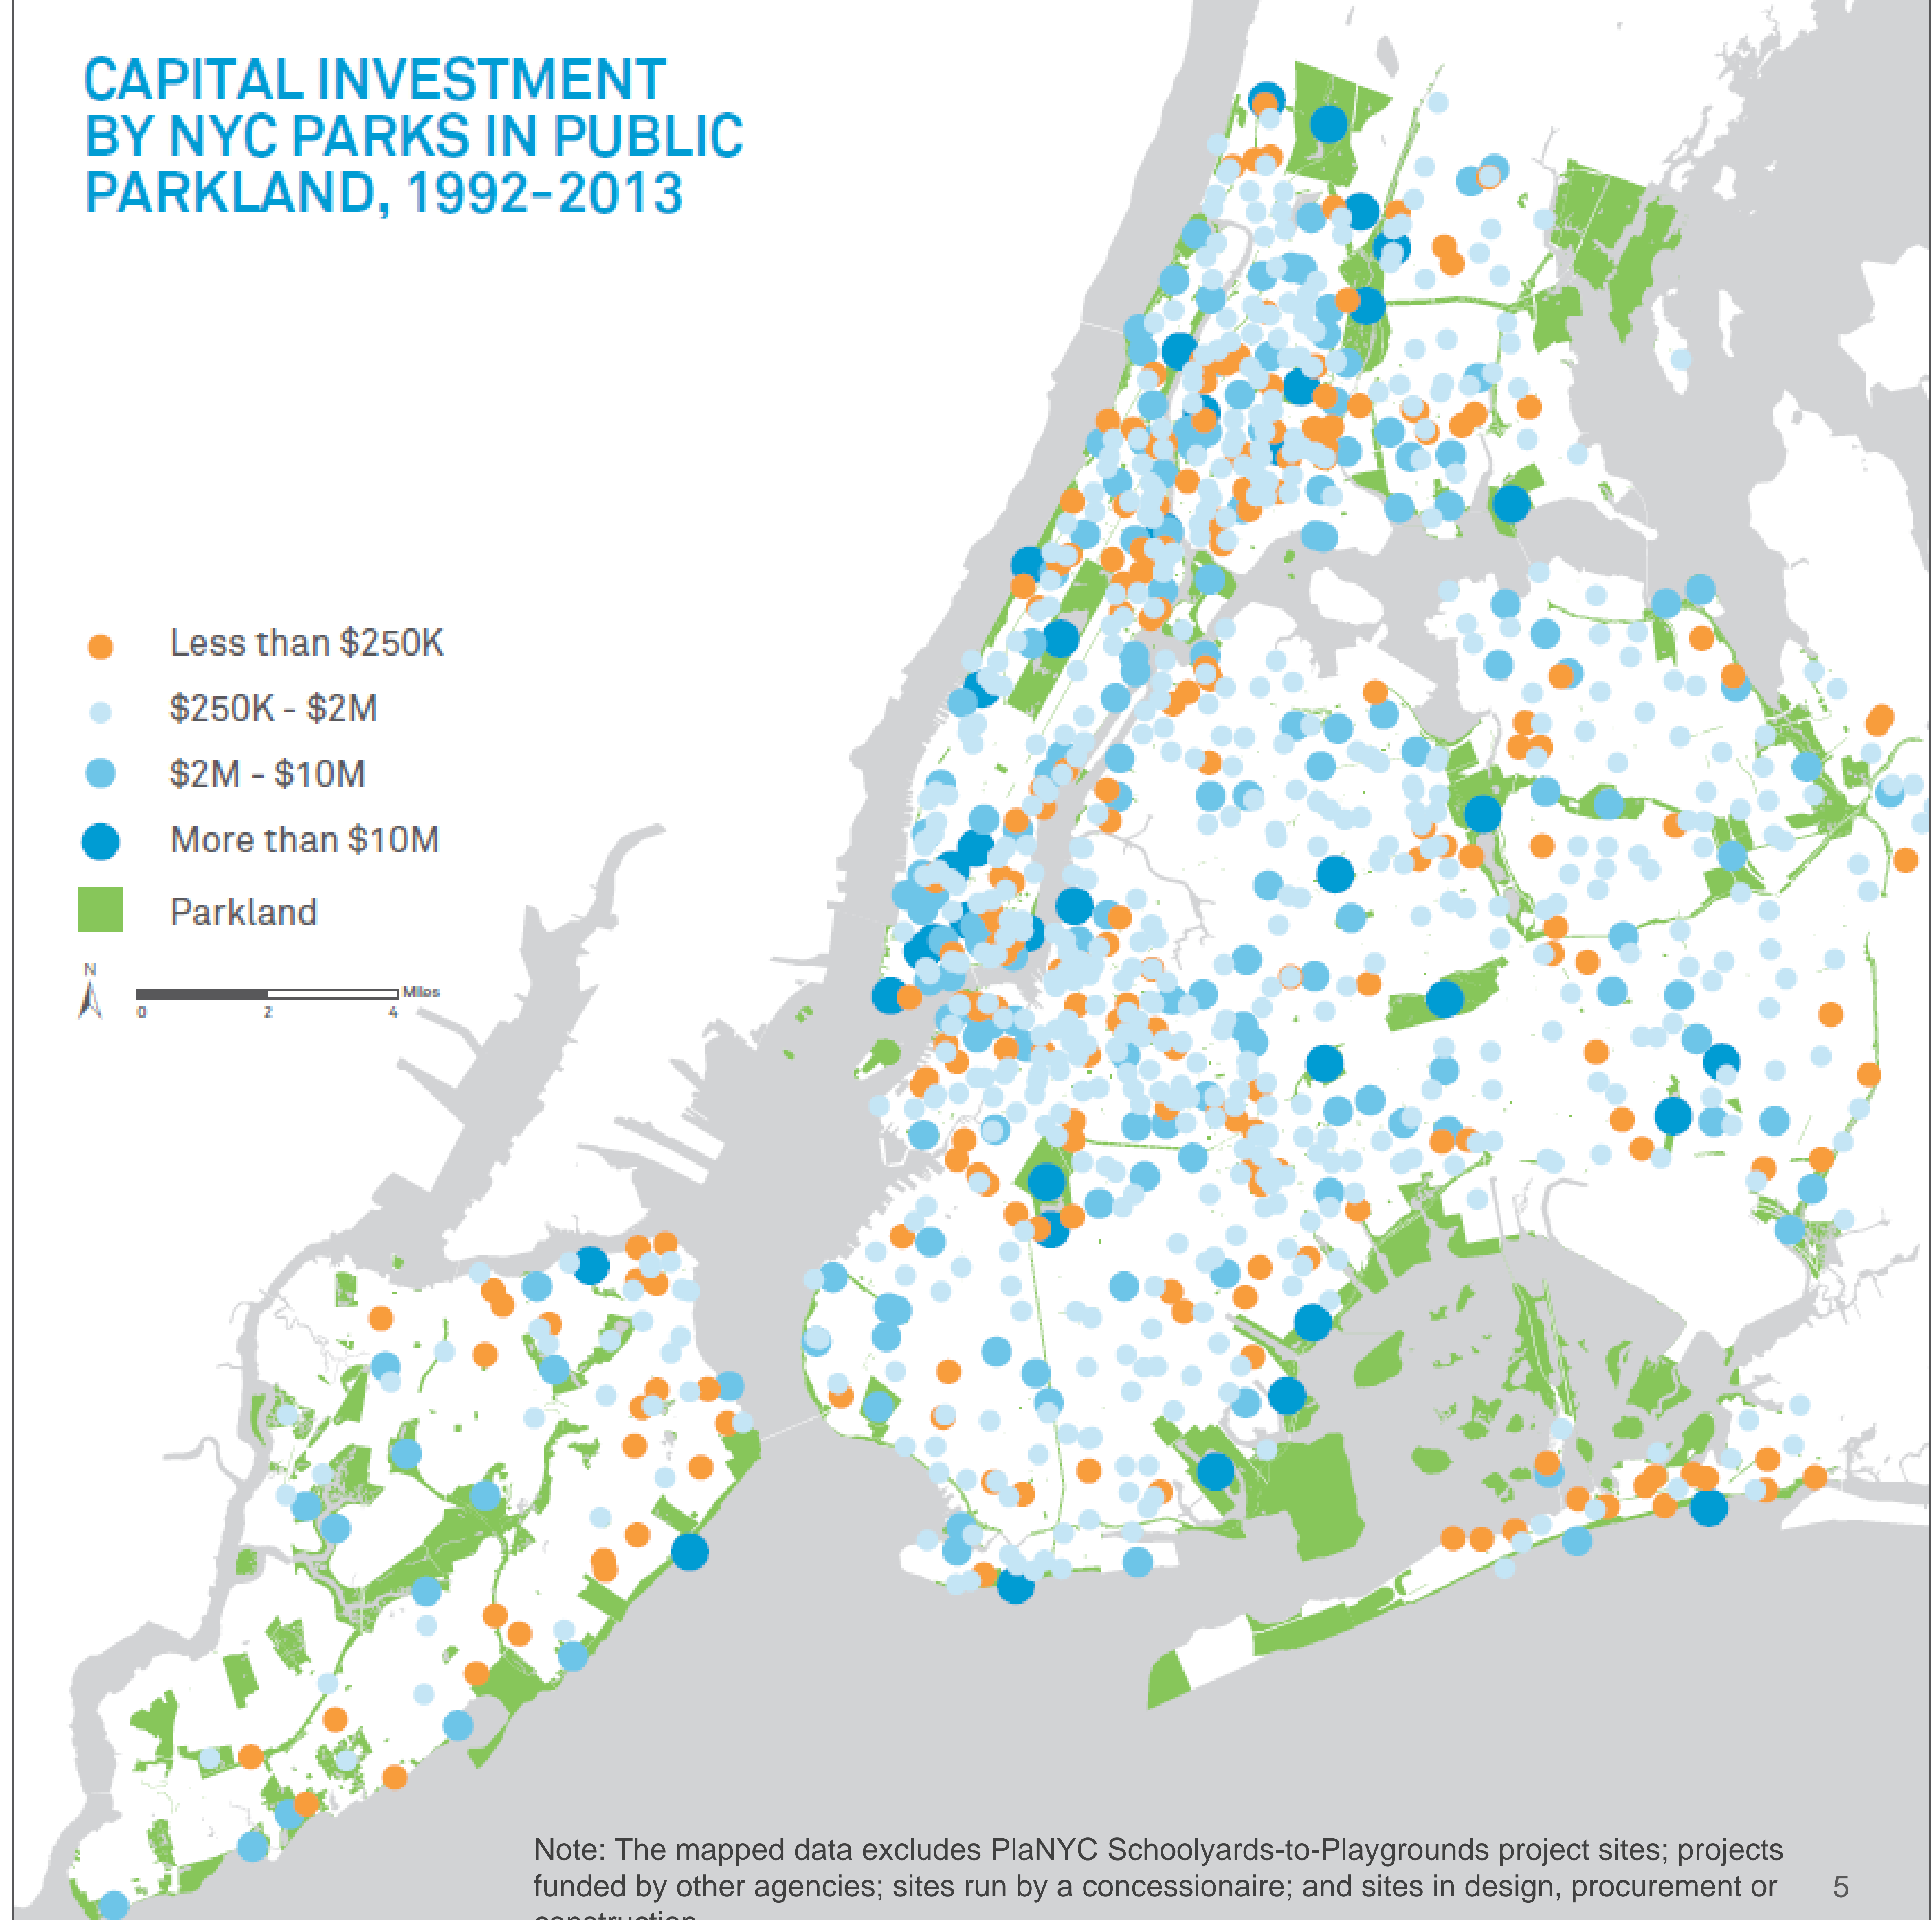 CAPITAL INVESTMENT
BY NYC PARKS IN PUBLIC
PARKLAND, 1992-2013
Less than $250K
$250K - $2M
$2M - $10M
More than $10M
Parkland
N
Miles
0 2 4
Note: The mapped data excludes PlaNYC Schoolyards-to-Playgrounds project sites; projects
funded by other agencies; sites run by a concessionaire; and sites in design, procurement or
5